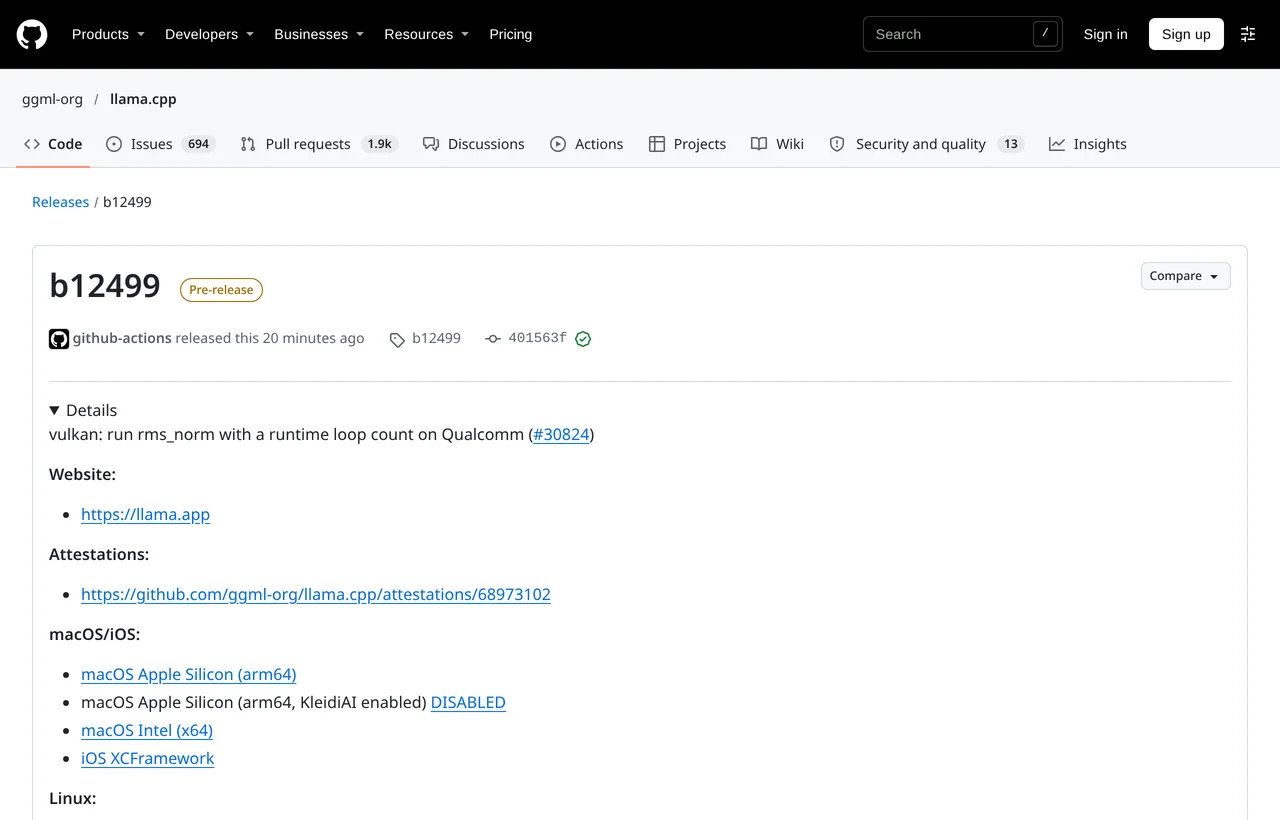 Products Developers Businesses Resources Pricing Search / Sign in Sign up
ggml-org / llama.cpp
Code Issues 694 Pull requests 1.9k Discussions Actions Projects Wiki Security and quality 13 Insights
Releases / b12499
b12499 Pre-release Compare
github-actions released this 20 minutes ago b12499 401563f
Details
vulkan: run rms_norm with a runtime loop count on Qualcomm (#30824)
Website:
https://llama.app
Attestations:
https://github.com/ggml-org/llama.cpp/attestations/68973102
macOS/iOS:
macOS Apple Silicon (arm64)
macOS Apple Silicon (arm64, KleidiAI enabled) DISABLED
macOS Intel (x64)
iOS XCFramework
Linux: